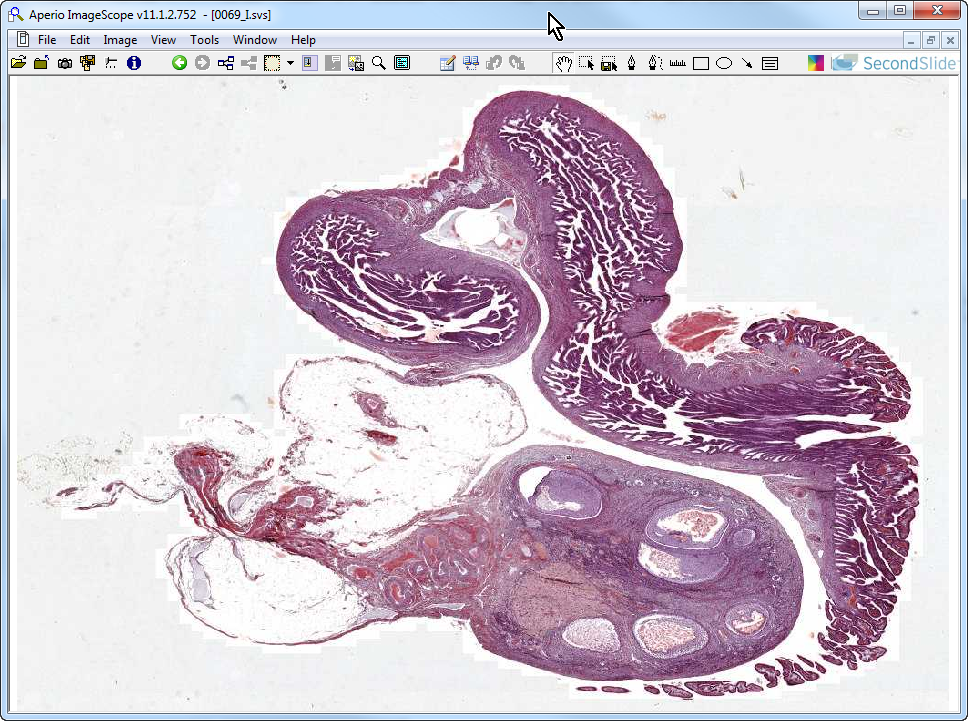 Aperio ImageScope v11.1.2.752 - [0069_I.svs]
File Edit Image View Tools Window Help
SecondSlide